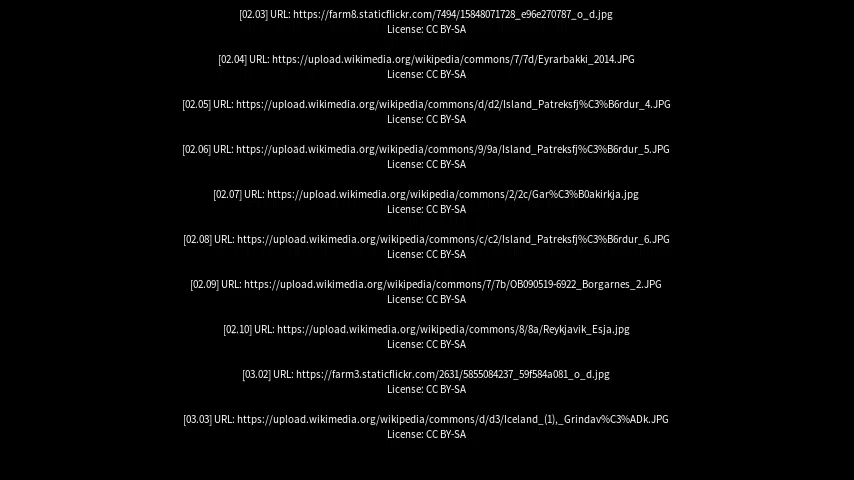 [02.03] URL: https://farm8.staticflickr.com/7494/15848071728_e96e270787_o_d.jpg
License: CC BY-SA
[02.04] URL: https://upload.wikimedia.org/wikipedia/commons/7/7d/Eyrarbakki_2014.JPG
License: CC BY-SA
[02.05] URL: https://upload.wikimedia.org/wikipedia/commons/d/d2/Island_Patreksfj%C3%B6rdur_4.JPG
License: CC BY-SA
[02.06] URL: https://upload.wikimedia.org/wikipedia/commons/9/9a/Island_Patreksfj%C3%B6rdur_5.JPG
License: CC BY-SA
[02.07] URL: https://upload.wikimedia.org/wikipedia/commons/2/2c/Gar%C3%B0akirkja.jpg
License: CC BY-SA
[02.08] URL: https://upload.wikimedia.org/wikipedia/commons/c/c2/Island_Patreksfj%C3%B6rdur_6.JPG
License: CC BY-SA
[02.09] URL: https://upload.wikimedia.org/wikipedia/commons/7/7b/OB090519-6922_Borgarnes_2.JPG
License: CC BY-SA
[02.10] URL: https://upload.wikimedia.org/wikipedia/commons/8/8a/Reykjavik_Esja.jpg
License: CC BY-SA
[03.02] URL: https://farm3.staticflickr.com/2631/5855084237_59f584a081_o_d.jpg
License: CC BY-SA
[03.03] URL: https://upload.wikimedia.org/wikipedia/commons/d/d3/Iceland_(1),_Grindav%C3%ADk.JPG
License: CC BY-SA